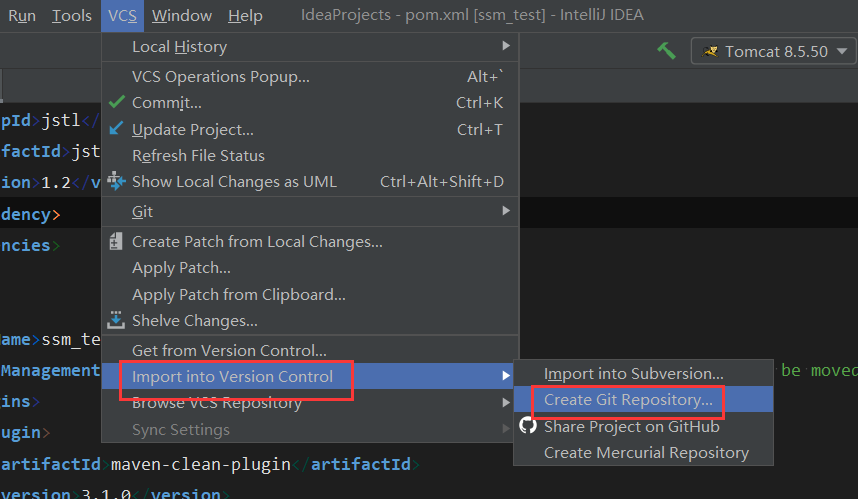 Run Tools VCS Window Help IdeaProjects - pom.xml [ssm_test] - IntelliJ IDEA
Local History
Tomcat 8.5.50
VCS Operations Popup... Alt+`
Commit... Ctrl+K
Update Project... Ctrl+T
Refresh File Status
Show Local Changes as UML Ctrl+Alt+Shift+D
Git
Create Patch from Local Changes...
Apply Patch...
Apply Patch from Clipboard...
Shelve Changes...
Get from Version Control...
Import into Version Control
Browse VCS Repository
Sync Settings
Import into Subversion...
Create Git Repository...
Share Project on GitHub
Create Mercurial Repository
pId>jstl</
factId>jst
ion>1.2</v
dency>
ncies>
ame>ssm_te
Management be moved
gins>
ugin>
artifactId>maven-clean-plugin</artifactId>
version>3.1.0</version>